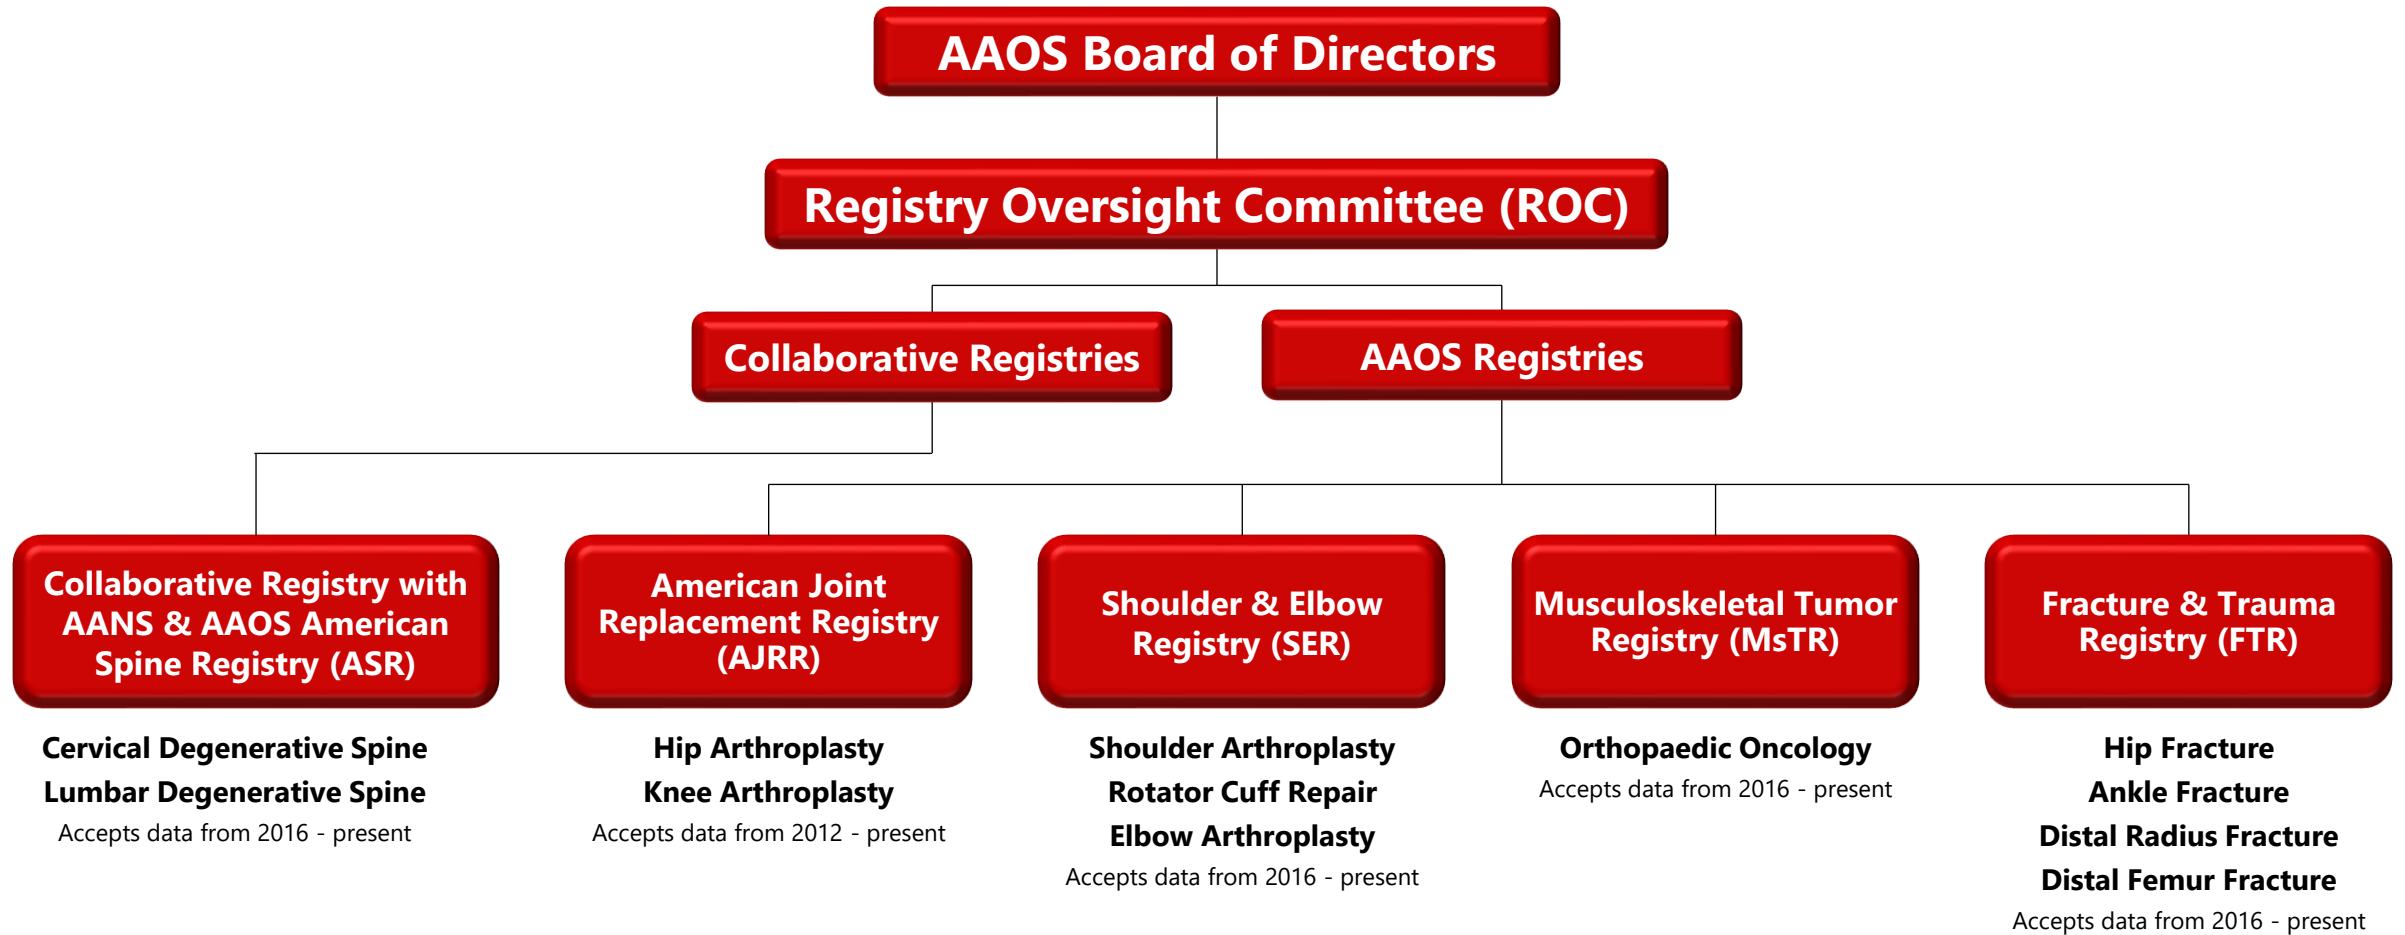 AAOS Board of Directors
Registry Oversight Committee (ROC)
Collaborative Registries
AAOS Registries
Collaborative Registry with
AANS & AAOS American
Spine Registry (ASR)
Cervical Degenerative Spine
Lumbar Degenerative Spine
Accepts data from 2016 - present
American Joint
Replacement Registry
(AJRR)
Hip Arthroplasty
Knee Arthroplasty
Accepts data from 2012 - present
Shoulder & Elbow
Registry (SER)
Shoulder Arthroplasty
Rotator Cuff Repair
Elbow Arthroplasty
Accepts data from 2016 - present
Musculoskeletal Tumor
Registry (MsTR)
Orthopaedic Oncology
Accepts data from 2016 - present
Fracture & Trauma
Registry (FTR)
Hip Fracture
Ankle Fracture
Distal Radius Fracture
Distal Femur Fracture
Accepts data from 2016 - present